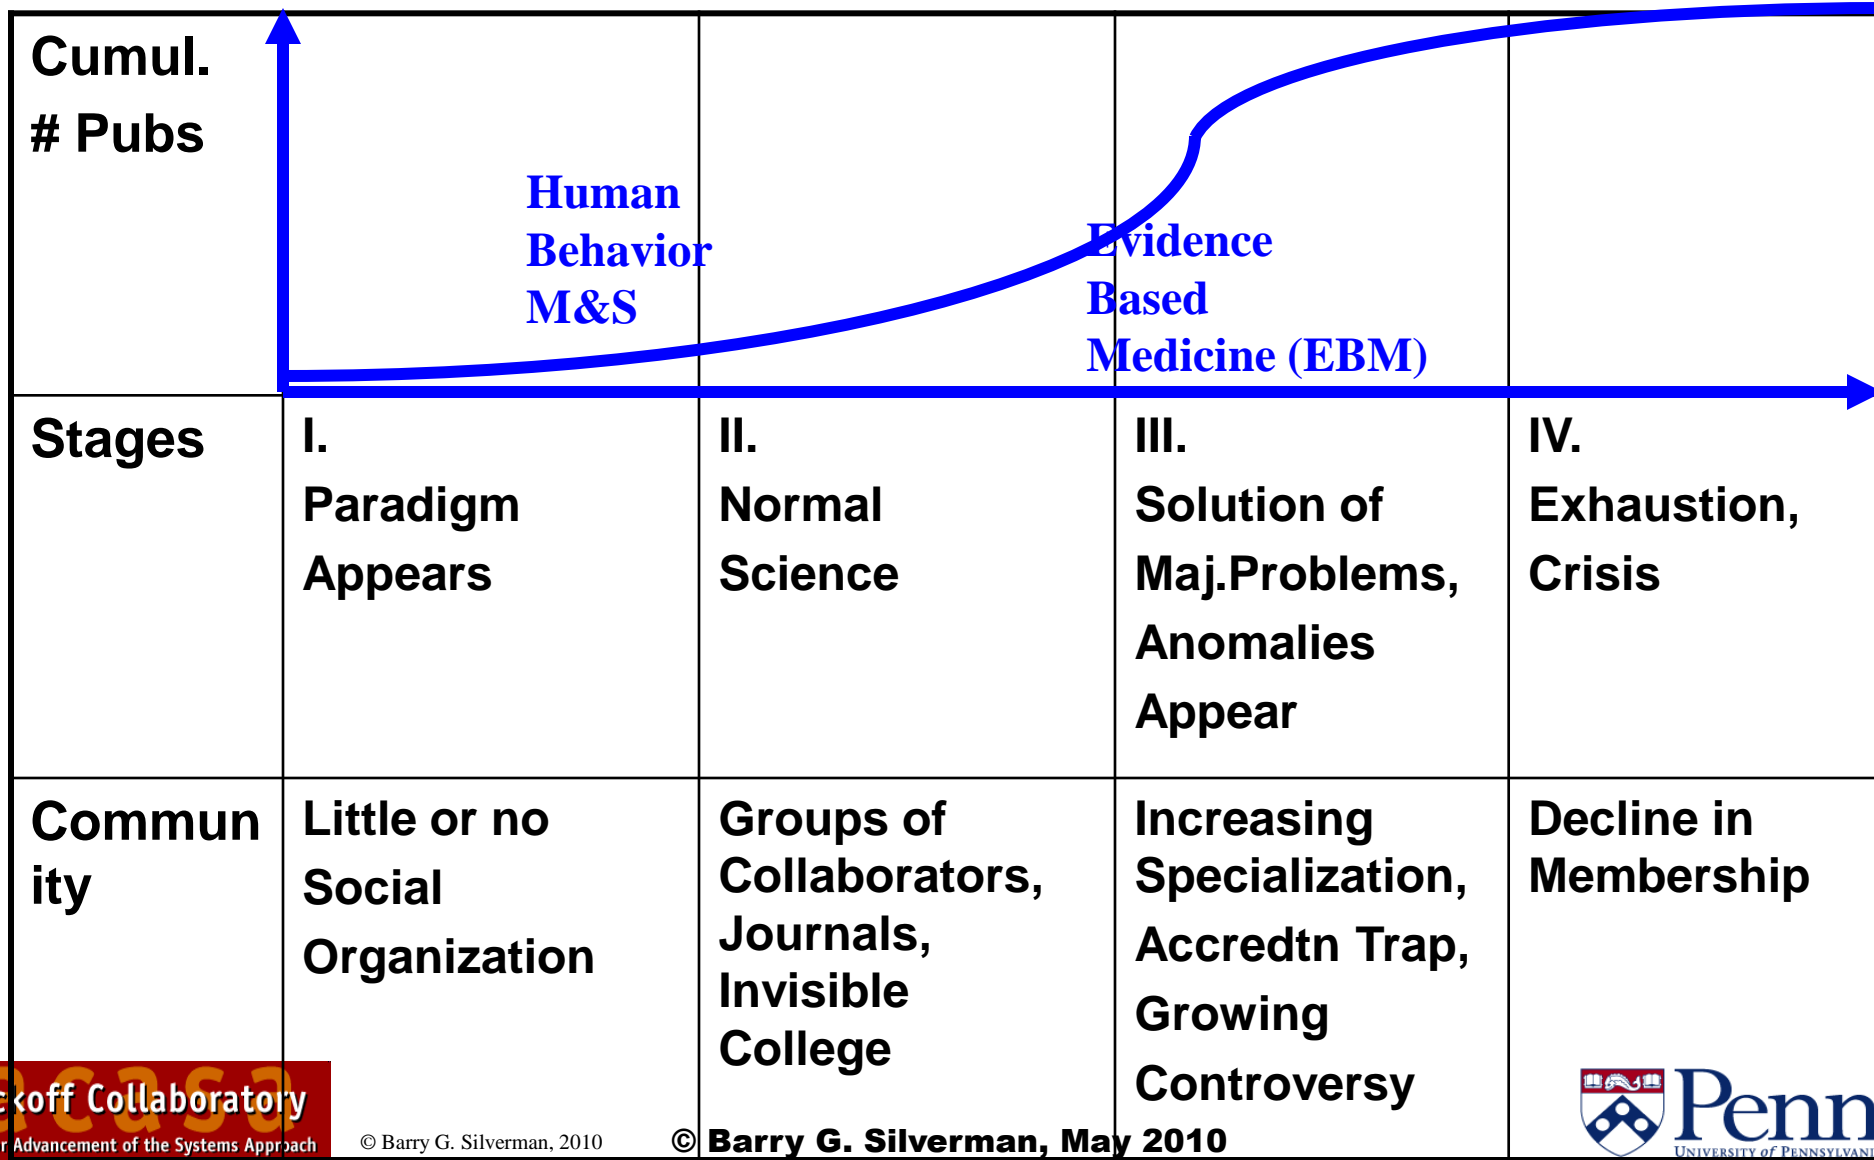 Cumul.
# Pubs
Human
Behavior
M&S
Evidence
Based
Medicine (EBM)
Stages
I.
Paradigm
Appears
II.
Normal
Science
III.
Solution of
Maj.Problems,
Anomalies
Appear
IV.
Exhaustion,
Crisis
Commun
ity
Little or no
Social
Organization
Groups of
Collaborators,
Journals,
Invisible
College
Increasing
Specialization,
Accredtn Trap,
Growing
Controversy
Decline in
Membership
acasa
ckoff Collaboratory
r Advancement of the Systems Approach
© Barry G. Silverman, 2010
© Barry G. Silverman, May 2010
Penn
UNIVERSITY of PENNSYLVAN